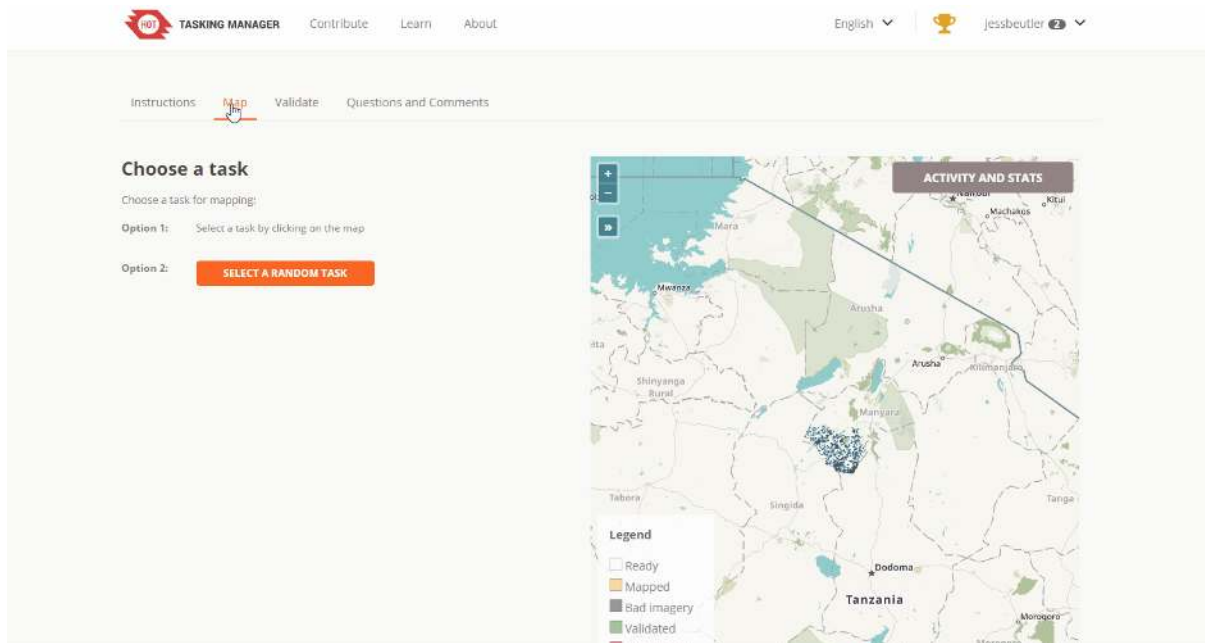 HOT TASKING MANAGER Contribute Learn About English jessbeutler 2
Instructions Map Validate Questions and Comments
Choose a task
Choose a task for mapping:
Option 1: Select a task by clicking on the map
Option 2: SELECT A RANDOM TASK
+
-
»
ACTIVITY AND STATS
Nairobi
Kitui
Machakos
Mara
Mwanza
Arusha
Arusha
Kilimanjaro
Shinyanga
Rural
Manyara
Tabora
Singida
Tanga
Legend
Ready
Mapped
Bad imagery
Validated
Dodoma
Tanzania
Morogoro
Morogoro